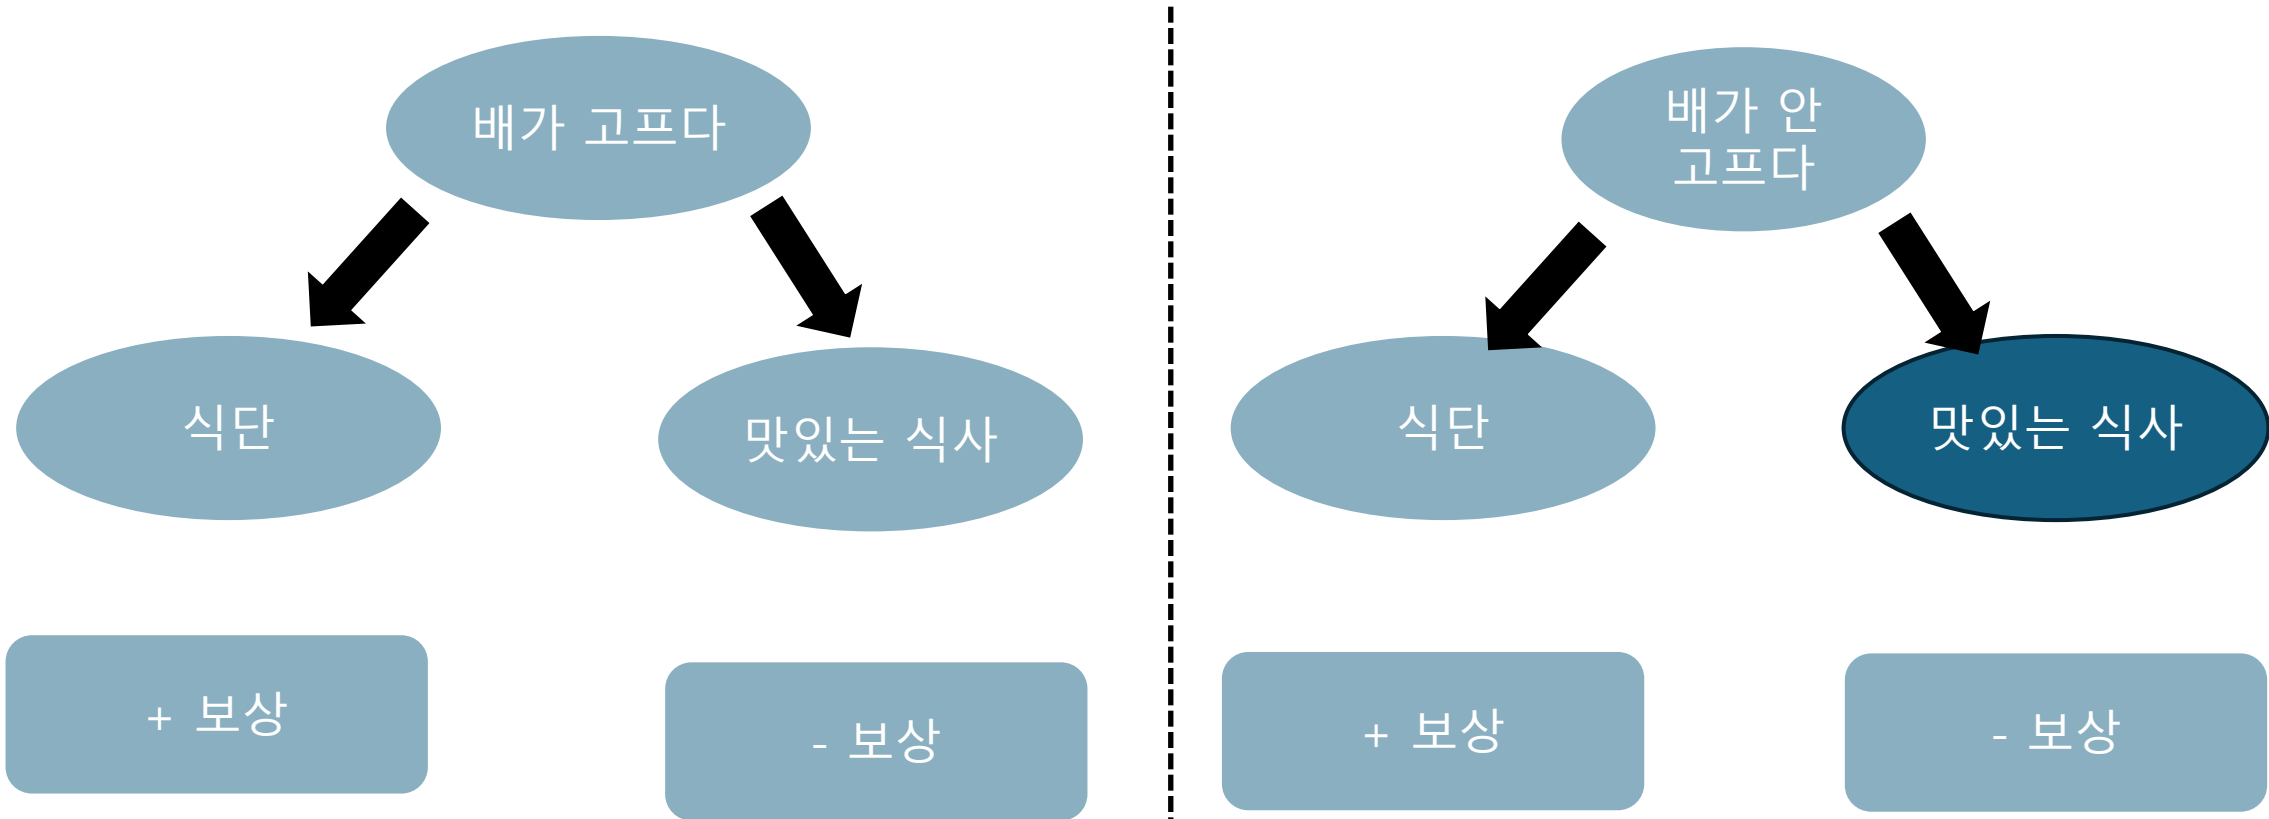 배가 고프다
식단
맛있는 식사
+ 보상
- 보상
배가 안
고프다
식단
맛있는 식사
+ 보상
- 보상